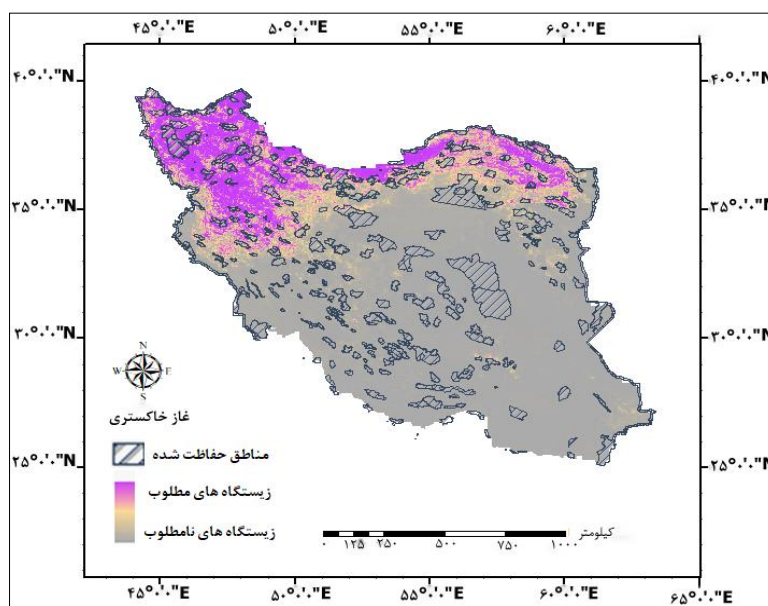 ۴۵°۰'۰"E ۵۰°۰'۰"E ۵۵°۰'۰"E ۶۰°۰'۰"E
۴۰°۰'۰"N ۴۰°۰'۰"N
۳۵°۰'۰"N ۳۵°۰'۰"N
۳۰°۰'۰"N ۳۰°۰'۰"N
N
W E
S
غاز خاکستری
۲۵°۰'۰"N ۲۵°۰'۰"N
مناطق حفاظت شده
زیستگاه های مطلوب
زیستگاه های نامطلوب
کیلومتر
۰ ۱۲۵ ۲۵۰ ۵۰۰ ۷۵۰ ۱۰۰۰
۴۵°۰'۰"E ۵۰°۰'۰"E ۵۵°۰'۰"E ۶۰°۰'۰"E ۶۵°۰'۰"E